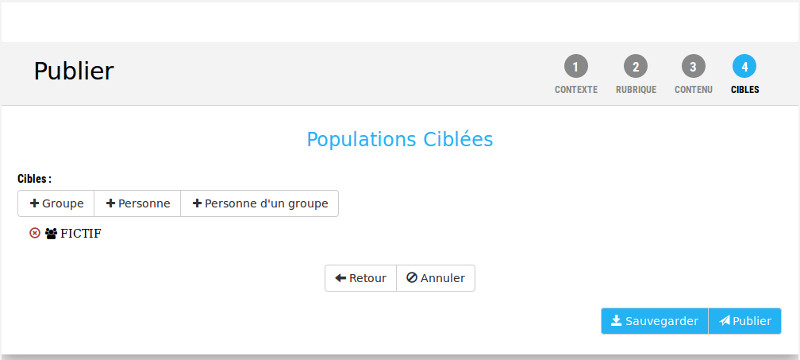 Publier
1 2 3 4
CONTEXTE RUBRIQUE CONTENU CIBLES
Populations Ciblées
Cibles :
Groupe Personne Personne d'un groupe
FICTIF
Retour Annuler
Sauvegarder Publier